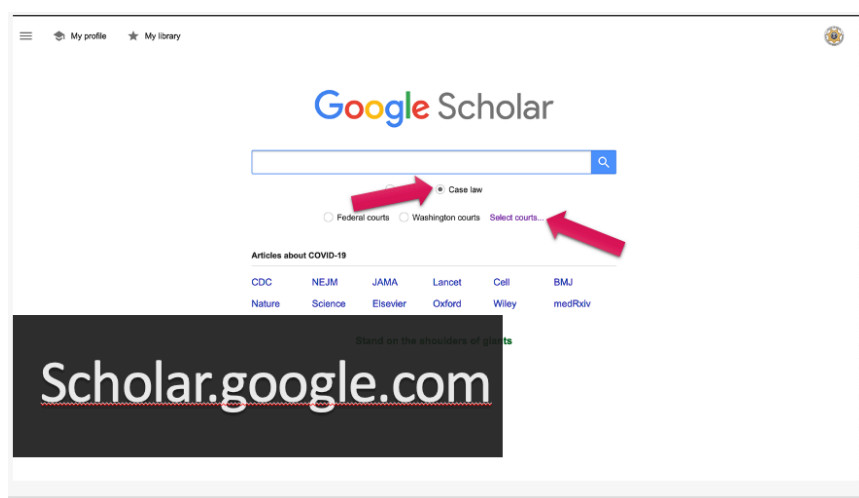 My profile My library
Google Scholar
Case law
Federal courts Washington courts Select courts...
Articles about COVID-19
CDC NEJM JAMA Lancet Cell BMJ
Nature Science Elsevier Oxford Wiley medRxiv
Stand on the shoulders of giants
Scholar.google.com